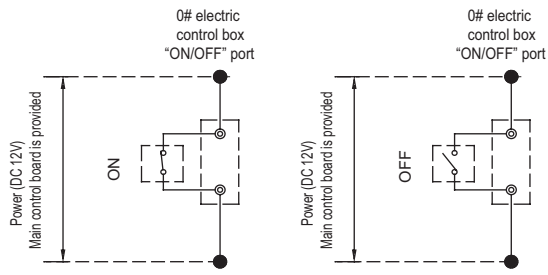 0# electric
control box
“ON/OFF” port
Power (DC 12V)
Main control board is provided
ON
0# electric
control box
“ON/OFF” port
Power (DC 12V)
Main control board is provided
OFF